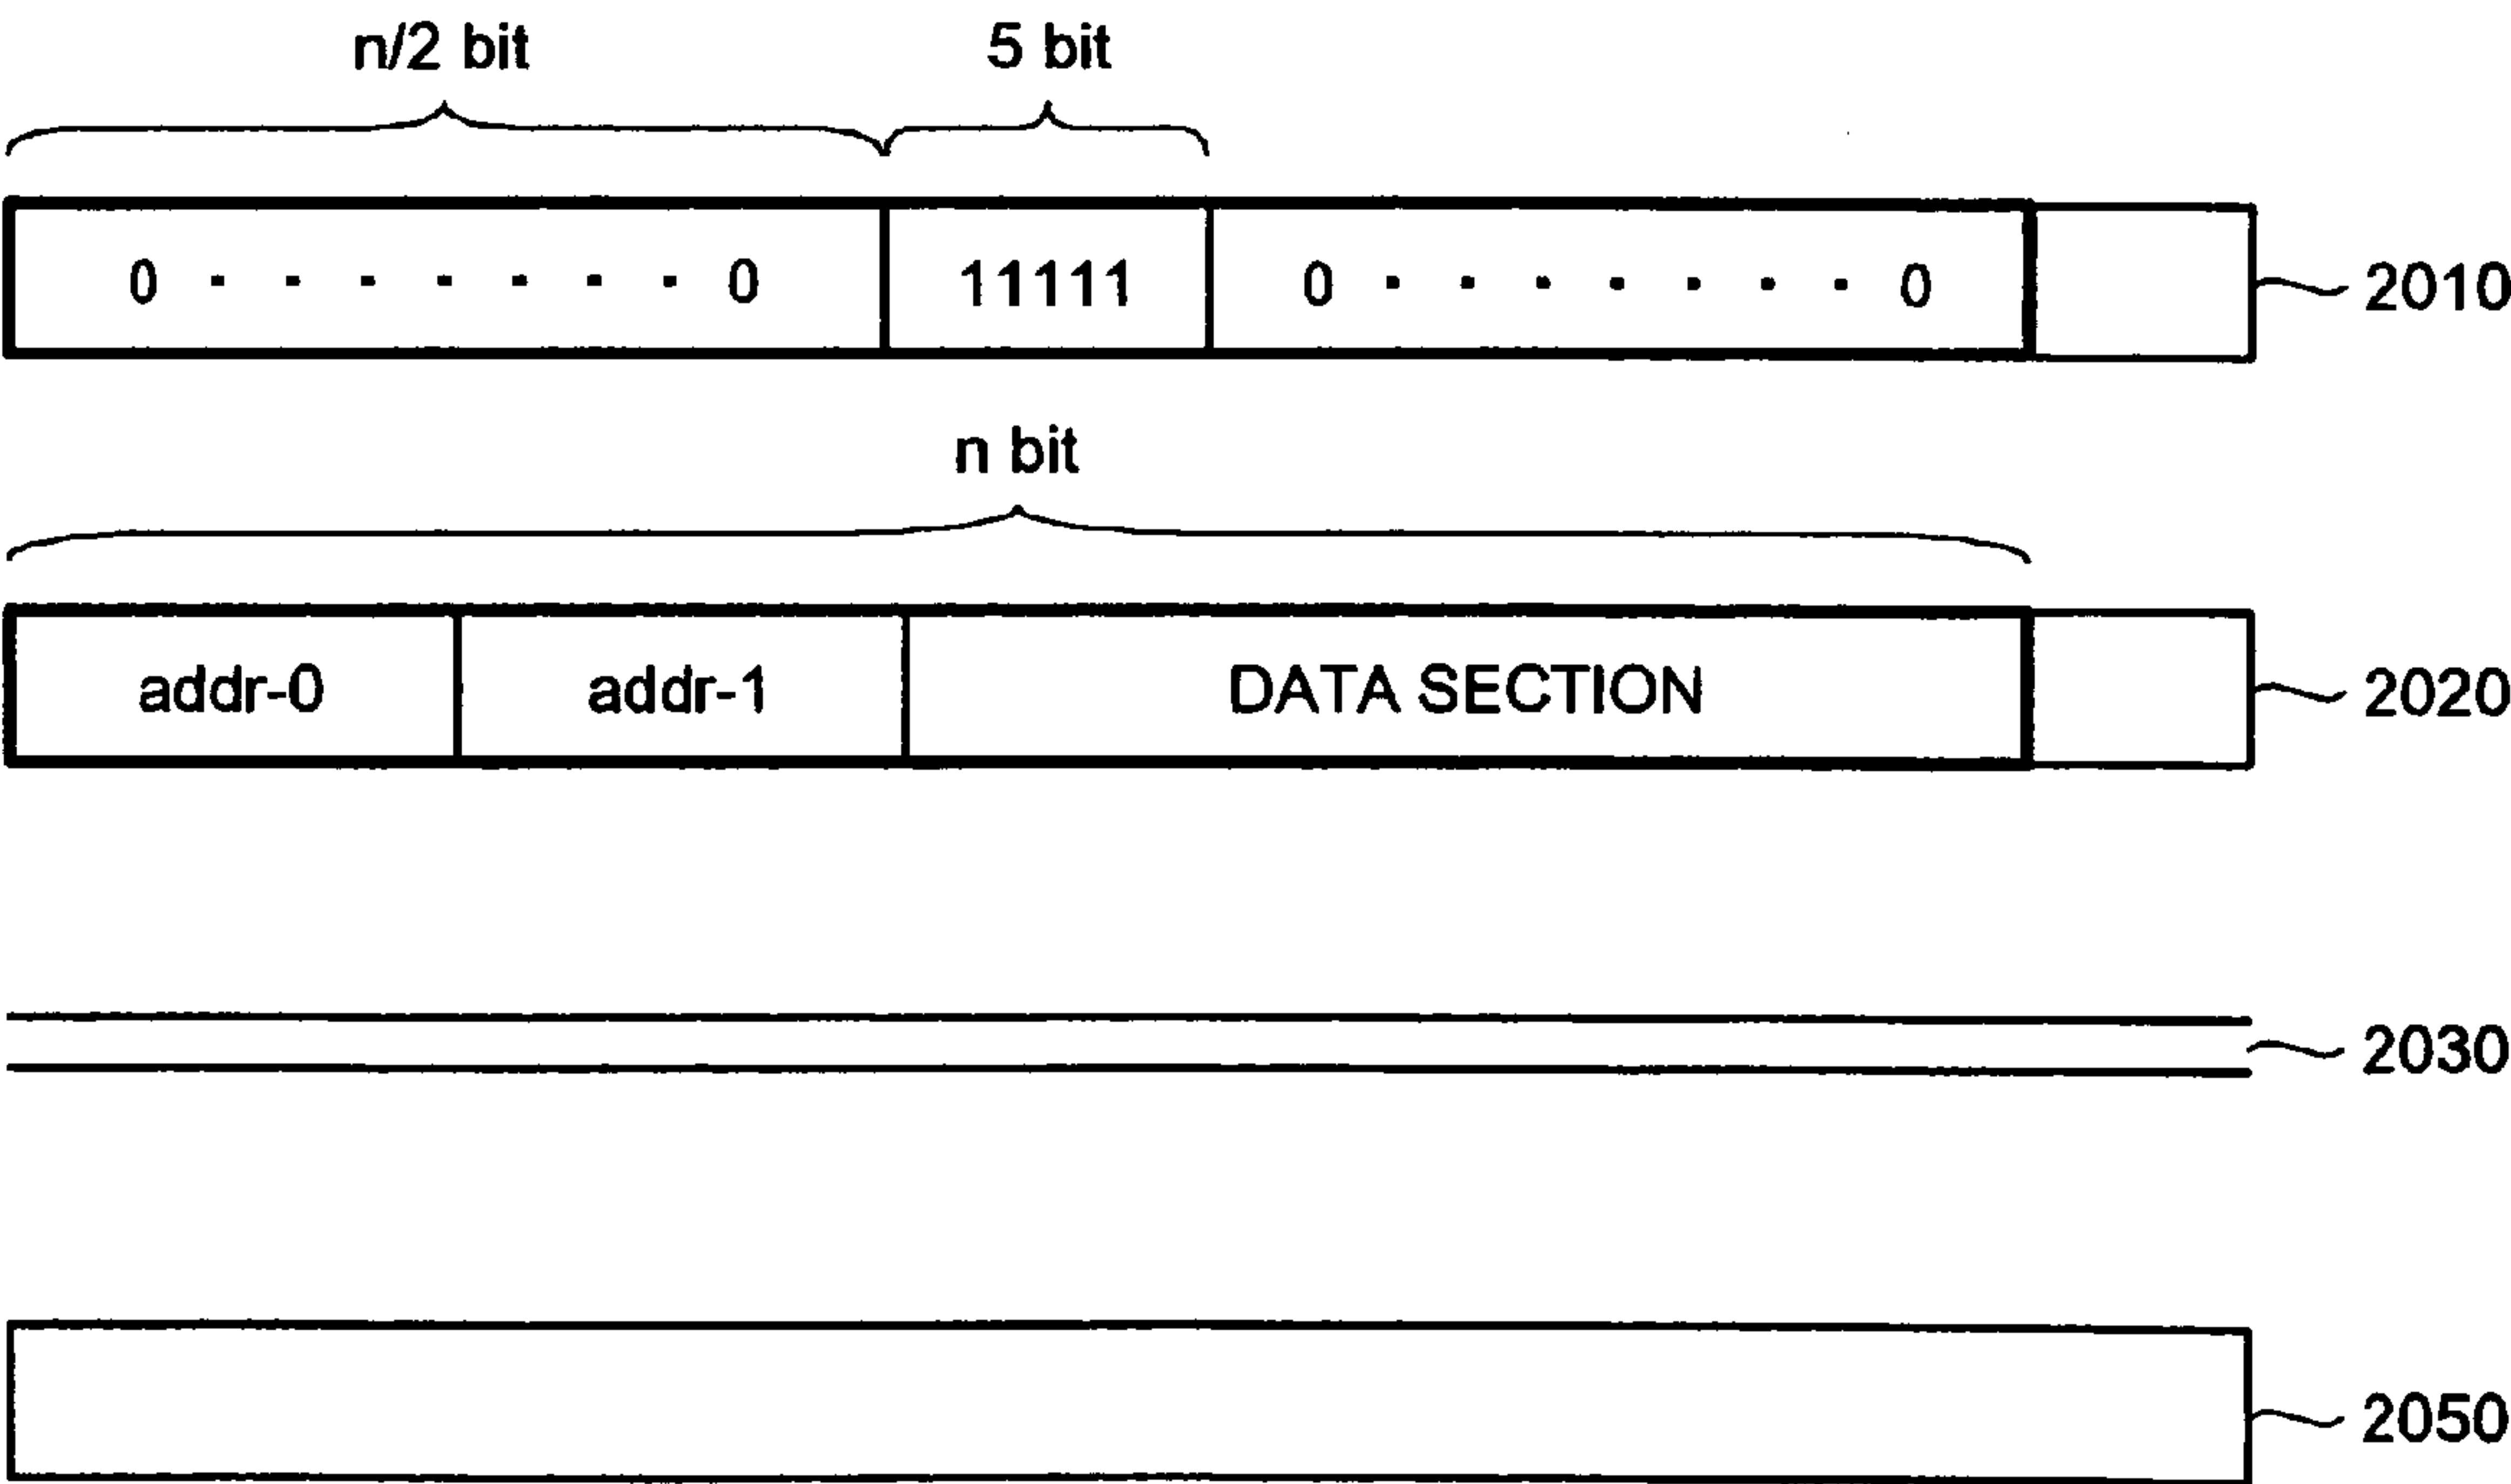 n/2 bit 5 bit
0 · · · · · · · 0 11111 0 · · · · · · · 0 2010
n bit
addr-0 addr-1 DATA SECTION 2020
2030
2050